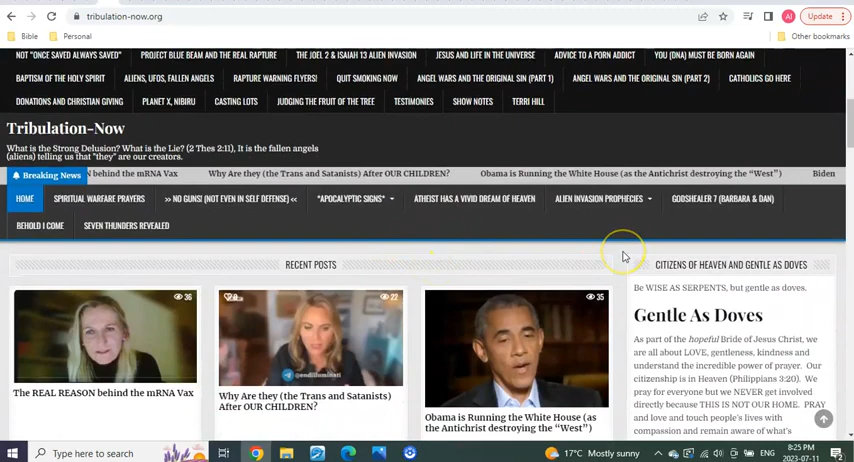 tribulation-now.org
Update
Bible
Personal
Other bookmarks
NOT "ONCE SAVED ALWAYS SAVED"
PROJECT BLUE BEAM AND THE REAL RAPTURE
THE JOEL 2 & ISAIAH 13 ALIEN INVASION
JESUS AND LIFE IN THE UNIVERSE
ADVICE TO A PORN ADDICT
YOU (DNA) MUST BE BORN AGAIN
BAPTISM OF THE HOLY SPIRIT
ALIENS, UFOS, FALLEN ANGELS
RAPTURE WARNING FLYERS!
QUIT SMOKING NOW
ANGEL WARS AND THE ORIGINAL SIN (PART 1)
ANGEL WARS AND THE ORIGINAL SIN (PART 2)
CATHOLICS GO HERE
DONATIONS AND CHRISTIAN GIVING
PLANET X, NIBIRU
CASTING LOTS
JUDGING THE FRUIT OF THE TREE
TESTIMONIES
SHOW NOTES
TERRI HILL
Tribulation-Now
What is the Strong Delusion? What is the Lie? (2 Thes 2:11), It is the fallen angels
(aliens) telling us that "they" are our creators.
Breaking News
N behind the mRNA Vax
Why Are they (the Trans and Satanists) After OUR CHILDREN?
Obama is Running the White House (as the Antichrist destroying the "West")
Biden
HOME
SPIRITUAL WARFARE PRAYERS
>> NO GUNS! (NOT EVEN IN SELF DEFENSE) <<
*APOCALYPTIC SIGNS*
ATHEIST HAS A VIVID DREAM OF HEAVEN
ALIEN INVASION PROPHECIES
GODSHEALER 7 (BARBARA & DAN)
BEHOLD I COME
SEVEN THUNDERS REVEALED
RECENT POSTS
CITIZENS OF HEAVEN AND GENTLE AS DOVES
36
22
35
@endilluminati
The REAL REASON behind the mRNA Vax
Why Are they (the Trans and Satanists)
After OUR CHILDREN?
Obama is Running the White House (as
the Antichrist destroying the "West")
Be WISE AS SERPENTS, but gentle as doves.
Gentle As Doves
As part of the hopeful Bride of Jesus Christ, we
are all about LOVE, gentleness, kindness and
understand the incredible power of prayer. Our
citizenship is in Heaven (Philippians 3:20). We
pray for everyone but we NEVER get involved
directly because THIS IS NOT OUR HOME. PRAY
and love and touch people's lives with
compassion and remain aware of what's
Type here to search
17°C Mostly sunny
ENG
8:25 PM
2023-07-11
2